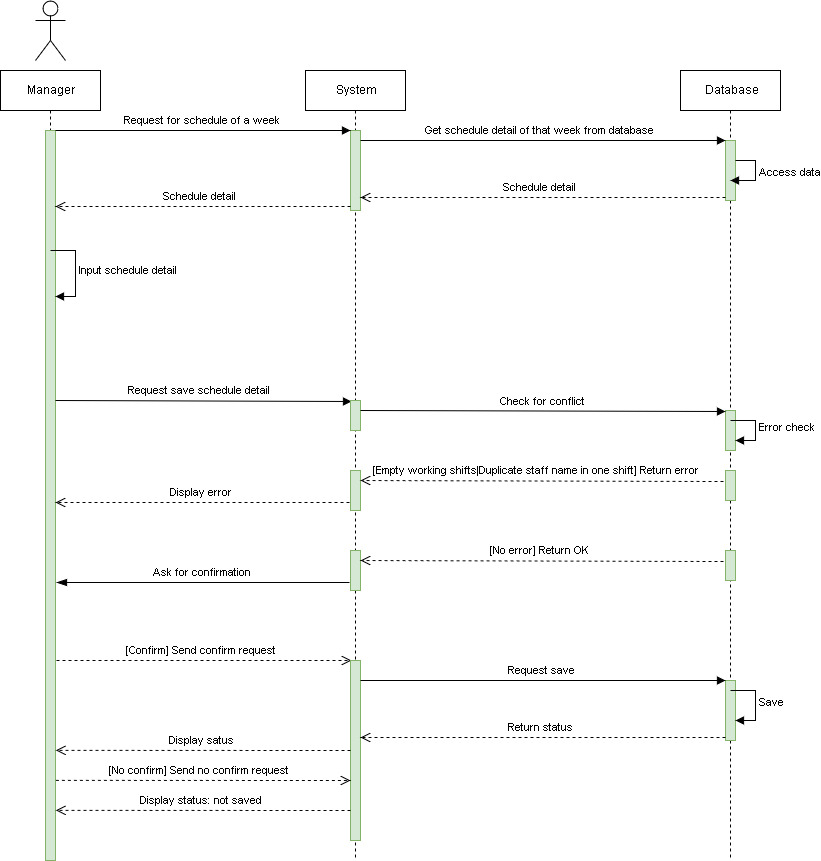 Manager
System
Database
Request for schedule of a week
Get schedule detail of that week from database
Access data
Schedule detail
Schedule detail
Input schedule detail
Request save schedule detail
Check for conflict
Error check
[Empty working shifts|Duplicate staff name in one shift] Return error
Display error
[No error] Return OK
Ask for confirmation
[Confirm] Send confirm request
Request save
Save
Return status
Display satus
[No confirm] Send no confirm request
Display status: not saved